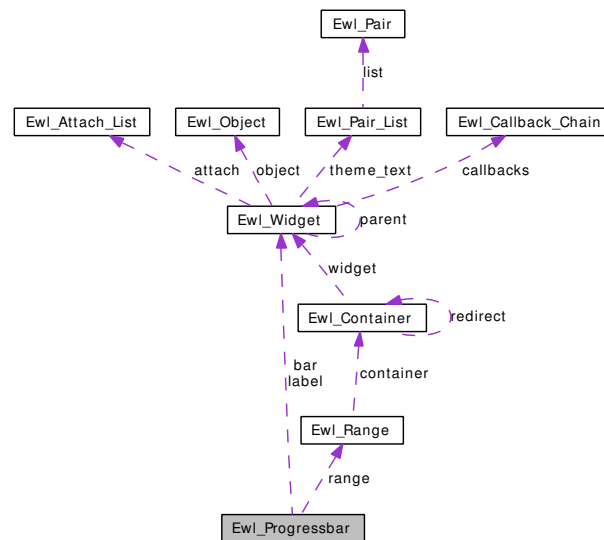 Ewl_Pair
list
Ewl_Attach_List
Ewl_Object
Ewl_Pair_List
Ewl_Callback_Chain
attach
object
theme_text
callbacks
Ewl_Widget
parent
widget
Ewl_Container
redirect
bar
label
container
Ewl_Range
range
Ewl_Progressbar